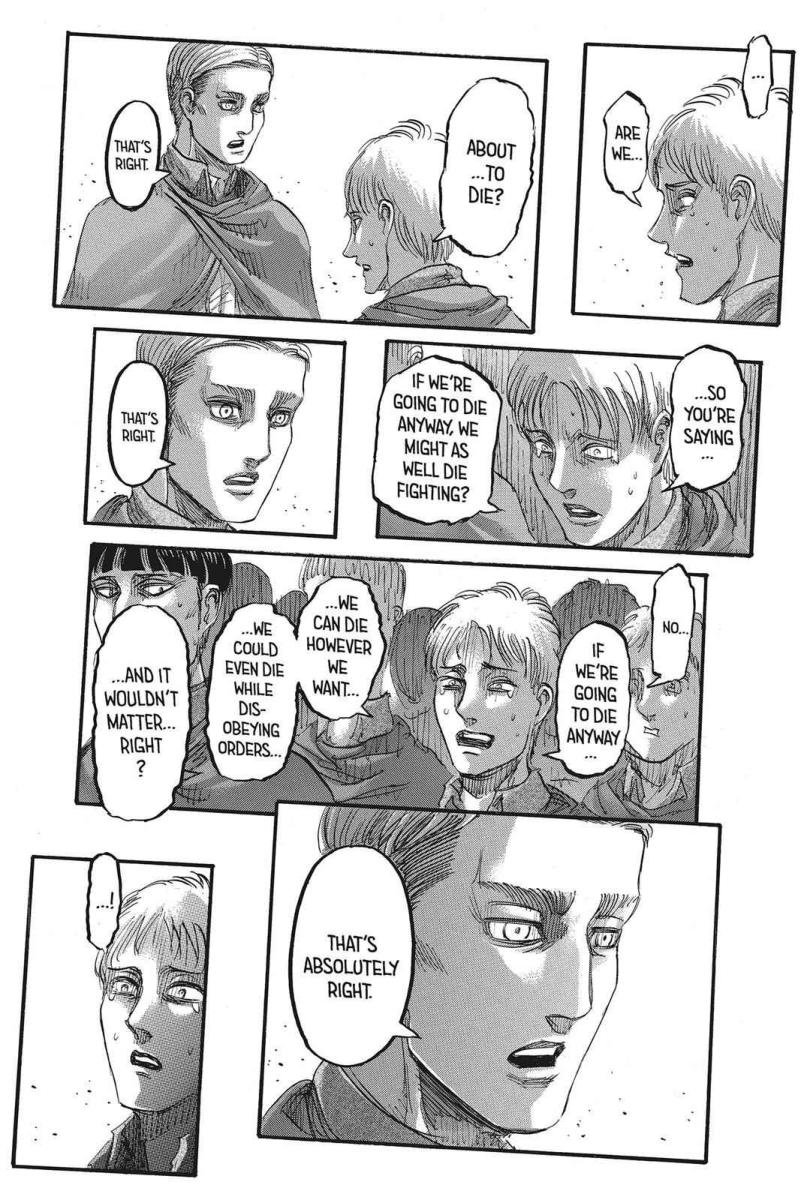 ...
ARE
WE...
ABOUT
...TO
DIE?
THAT'S
RIGHT.
...SO
YOU'RE
SAYING
...
IF WE'RE
GOING TO DIE
ANYWAY, WE
MIGHT AS
WELL DIE
FIGHTING?
THAT'S
RIGHT.
NO...
IF
WE'RE
GOING
TO DIE
ANYWAY
...
...WE
CAN DIE
HOWEVER
WE
WANT...
...WE
COULD
EVEN DIE
WHILE
DIS-
OBEYING
ORDERS...
...AND IT
WOULDN'T
MATTER...
RIGHT
?
THAT'S
ABSOLUTELY
RIGHT.
...!